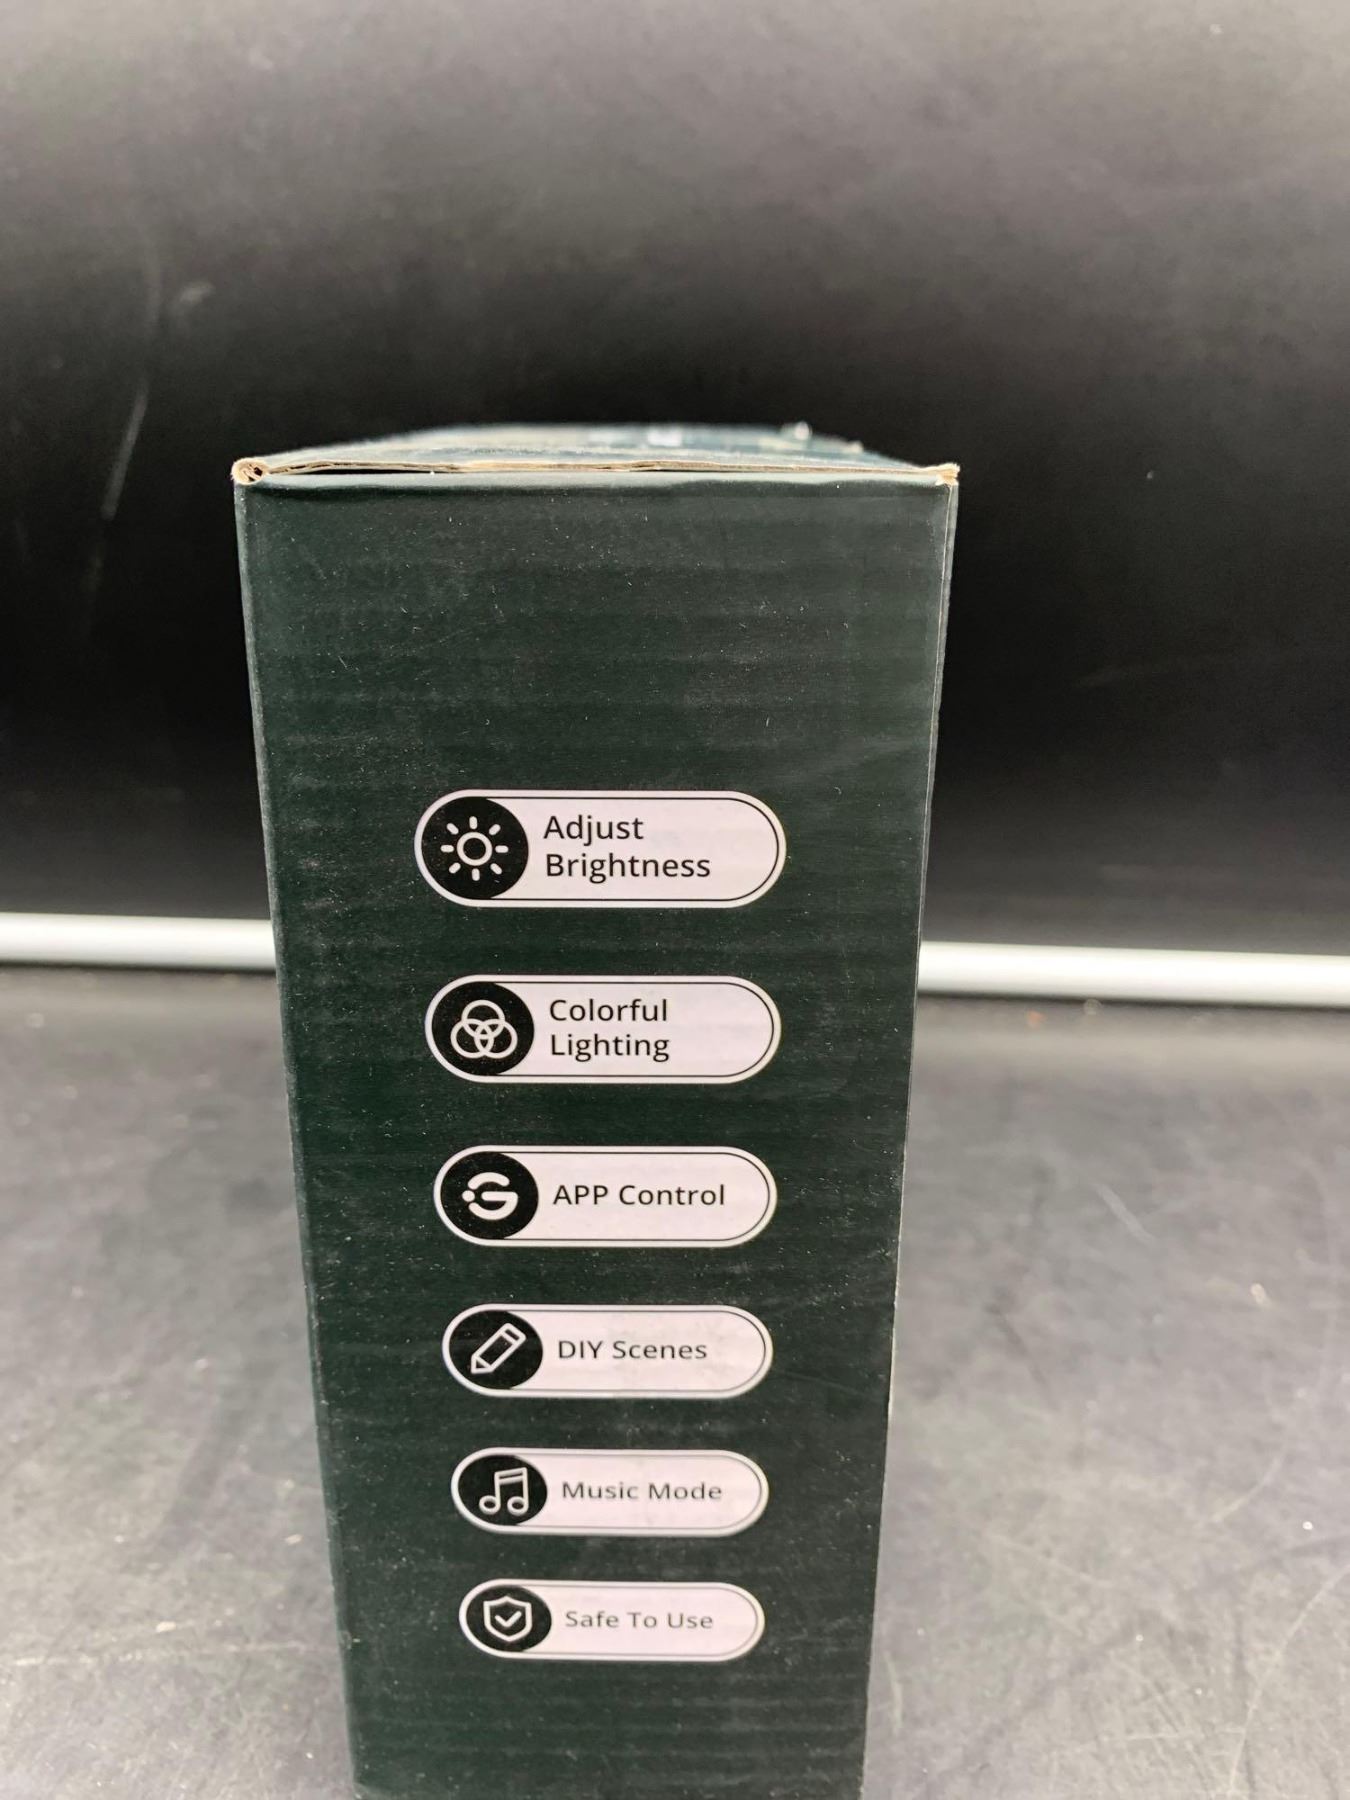 Adjust
Brightness
Colorful
Lighting
APP Control
DIY Scenes
Music Mode
Safe To Use